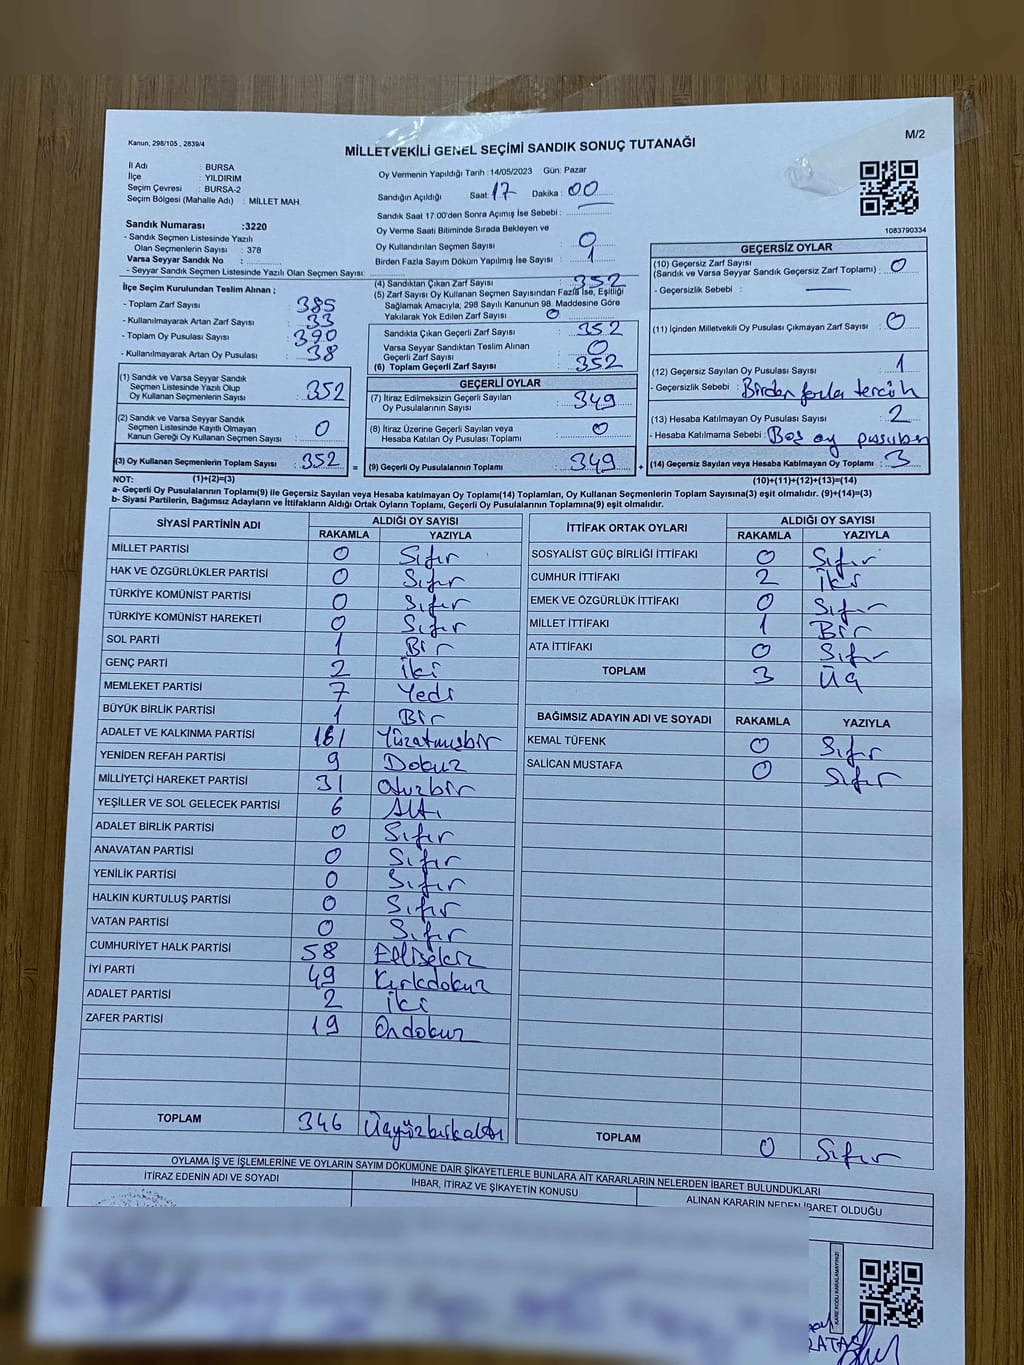 Kanun; 298/105 , 2839/4
M/2
MİLLETVEKİLİ GENEL SEÇİMİ SANDIK SONUÇ TUTANAĞI
İl Adı : BURSA
İlçe : YILDIRIM
Seçim Çevresi : BURSA-2
Seçim Bölgesi (Mahalle Adı) : MİLLET MAH.
Sandık Numarası :3220
- Sandık Seçmen Listesinde Yazılı
Olan Seçmenlerin Sayısı : 378
Varsa Seyyar Sandık No :
- Seyyar Sandık Seçmen Listesinde Yazılı Olan Seçmen Sayısı:
Oy Vermenin Yapıldığı Tarih :14/05/2023 Gün: Pazar
Sandığın Açıldığı Saat: 17 Dakika : 00
Sandık Saat 17:00'den Sonra Açımış İse Sebebi :
Oy Verme Saati Bitiminde Sırada Bekleyen ve
Oy Kullandırılan Seçmen Sayısı : 0
Birden Fazla Sayım Döküm Yapılmış İse Sayısı : 1
1083790334
İlçe Seçim Kurulundan Teslim Alınan ;
- Toplam Zarf Sayısı : 385
- Kullanılmayarak Artan Zarf Sayısı : 33
- Toplam Oy Pusulası Sayısı : 390
- Kullanılmayarak Artan Oy Pusulası : 38
(4) Sandıktan Çıkan Zarf Sayısı : 352
(5) Zarf Sayısı Oy Kullanan Seçmen Sayısından Fazla İse, Eşitliği
Sağlamak Amacıyla; 298 Sayılı Kanunun 98. Maddesine Göre
Yakılarak Yok Edilen Zarf Sayısı : 0
Sandıkta Çıkan Geçerli Zarf Sayısı : 352
Varsa Seyyar Sandıktan Teslim Alınan
Geçerli Zarf Sayısı : 0
(6) Toplam Geçerli Zarf Sayısı : 352
GEÇERSİZ OYLAR
(10) Geçersiz Zarf Sayısı
(Sandık ve Varsa Seyyar Sandık Geçersiz Zarf Toplamı) : 0
- Geçersizlik Sebebi :
(11) İçinden Milletvekili Oy Pusulası Çıkmayan Zarf Sayısı : 0
(12) Geçersiz Sayılan Oy Pusulası Sayısı : 1
- Geçersizlik Sebebi : Birden fazla tercih
(13) Hesaba Katılmayan Oy Pusulası Sayısı : 2
- Hesaba Katılmama Sebebi : Boş oy pusulası
(14) Geçersiz Sayılan veya Hesaba Katılmayan Oy Toplamı : 3
(1) Sandık ve Varsa Seyyar Sandık
Seçmen Listesinde Yazılı Olup
Oy Kullanan Seçmenlerin Sayısı : 352
(2) Sandık ve Varsa Seyyar Sandık
Seçmen Listesinde Kayıtlı Olmayan
Kanun Gereği Oy Kullanan Seçmen Sayısı : 0
(3) Oy Kullanan Seçmenlerin Toplam Sayısı : 352 =
GEÇERLİ OYLAR
(7) İtiraz Edilmeksizin Geçerli Sayılan
Oy Pusulalarının Sayısı : 349
(8) İtiraz Üzerine Geçerli Sayılan veya
Hesaba Katılan Oy Pusulası Toplamı : 0
(9) Geçerli Oy Pusulalarının Toplamı : 349 +
NOT: (1)+(2)=(3) (10)+(11)+(12)+(13)=(14)
a- Geçerli Oy Pusulalarının Toplamı(9) ile Geçersiz Sayılan veya Hesaba katılmayan Oy Toplamı(14) Toplamları, Oy Kullanan Seçmenlerin Toplam Sayısına(3) eşit olmalıdır. (9)+(14)=(3)
b- Siyasi Partilerin, Bağımsız Adayların ve İttifakların Aldığı Ortak Oyların Toplamı, Geçerli Oy Pusulalarının Toplamına(9) eşit olmalıdır.
SİYASİ PARTİNİN ADI ALDIĞI OY SAYISI
RAKAMLA YAZIYLA
MİLLET PARTİSİ 0 Sıfır
HAK VE ÖZGÜRLÜKLER PARTİSİ 0 Sıfır
TÜRKİYE KOMÜNİST PARTİSİ 0 Sıfır
TÜRKİYE KOMÜNİST HAREKETİ 0 Sıfır
SOL PARTİ 1 Bir
GENÇ PARTİ 2 İki
MEMLEKET PARTİSİ 7 Yedi
BÜYÜK BİRLİK PARTİSİ 1 Bir
ADALET VE KALKINMA PARTİSİ 161 Yüzatmışbir
YENİDEN REFAH PARTİSİ 9 Dokuz
MİLLİYETÇİ HAREKET PARTİSİ 31 Otuzbir
YEŞİLLER VE SOL GELECEK PARTİSİ 6 Altı
ADALET BİRLİK PARTİSİ 0 Sıfır
ANAVATAN PARTİSİ 0 Sıfır
YENİLİK PARTİSİ 0 Sıfır
HALKIN KURTULUŞ PARTİSİ 0 Sıfır
VATAN PARTİSİ 0 Sıfır
CUMHURİYET HALK PARTİSİ 58 Ellisekiz
İYİ PARTİ 49 Kırkdokuz
ADALET PARTİSİ 2 İki
ZAFER PARTİSİ 19 Ondokuz
TOPLAM 346 Üçyüzkırkaltı
İTTİFAK ORTAK OYLARI ALDIĞI OY SAYISI
RAKAMLA YAZIYLA
SOSYALİST GÜÇ BİRLİĞİ İTTİFAKI 0 Sıfır
CUMHUR İTTİFAKI 2 İki
EMEK VE ÖZGÜRLÜK İTTİFAKI 0 Sıfır
MİLLET İTTİFAKI 1 Bir
ATA İTTİFAKI 0 Sıfır
TOPLAM 3 Üç
BAĞIMSIZ ADAYIN ADI VE SOYADI RAKAMLA YAZIYLA
KEMAL TÜFENK 0 Sıfır
SALİCAN MUSTAFA 0 Sıfır
TOPLAM 0 Sıfır
OYLAMA İŞ VE İŞLEMLERİNE VE OYLARIN SAYIM DÖKÜMÜNE DAİR ŞİKAYETLERLE BUNLARA AİT KARARLARIN NELERDEN İBARET BULUNDUKLARI
İTİRAZ EDENİN ADI VE SOYADI İHBAR, İTİRAZ VE ŞİKAYETİN KONUSU ALINAN KARARIN NEDEN İBARET OLDUĞU
KARE KODU KARALAMAYINIZ!